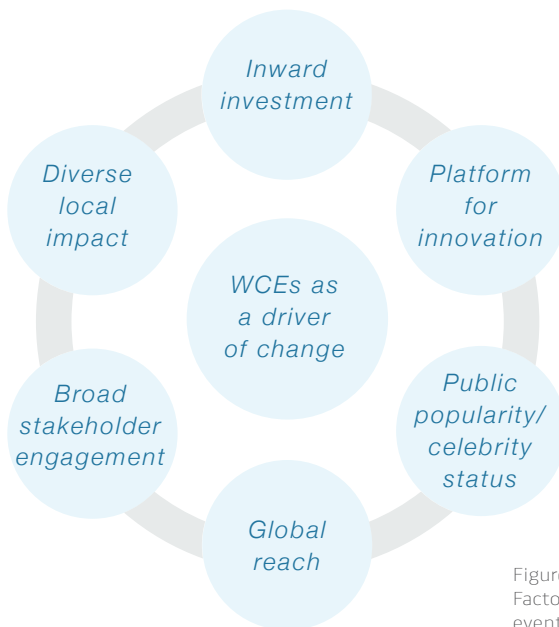 Inward
investment
Diverse
local
impact
Platform
for
innovation
WCEs as
a driver
of change
Broad
stakeholder
engagement
Public
popularity/
celebrity
status
Global
reach
Figure
Facto
event